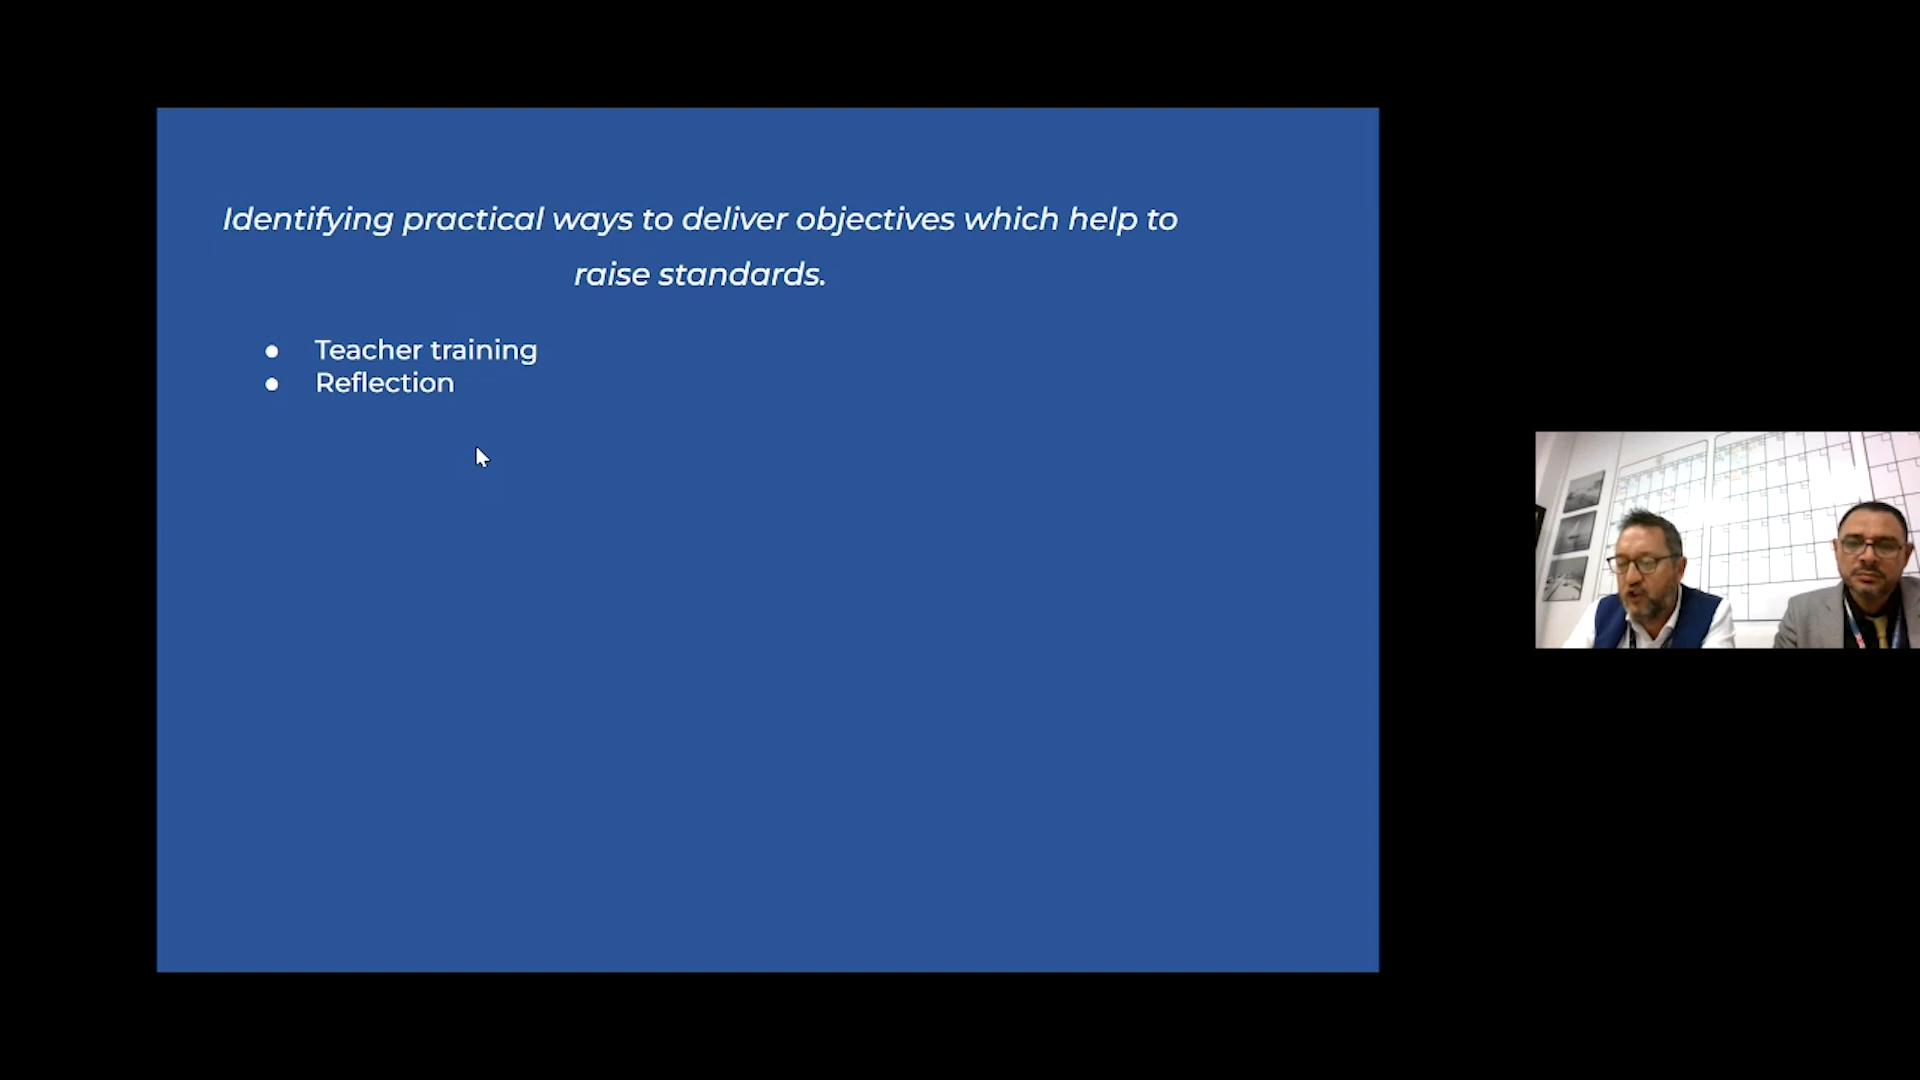 Identifying practical ways to deliver objectives which help to
raise standards.
● Teacher training
● Reflection